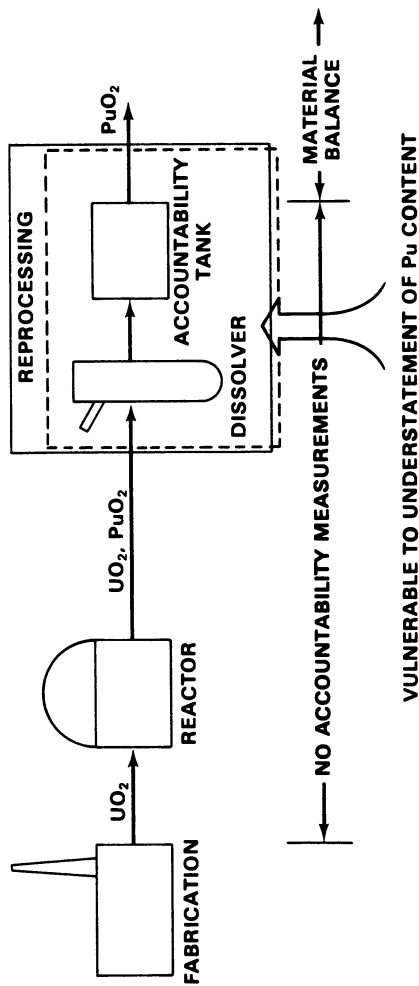 REPROCESSING
PuO₂
ACCOUNTABILITY
TANK
DISSOLVER
UO₂, PuO₂
REACTOR
UO₂
FABRICATION
NO ACCOUNTABILITY MEASUREMENTS
MATERIAL
BALANCE
VULNERABLE TO UNDERSTATEMENT OF Pu CONTENT